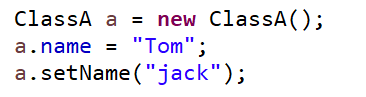 ClassA a = new ClassA();
a.name = "Tom";
a.setName("jack");